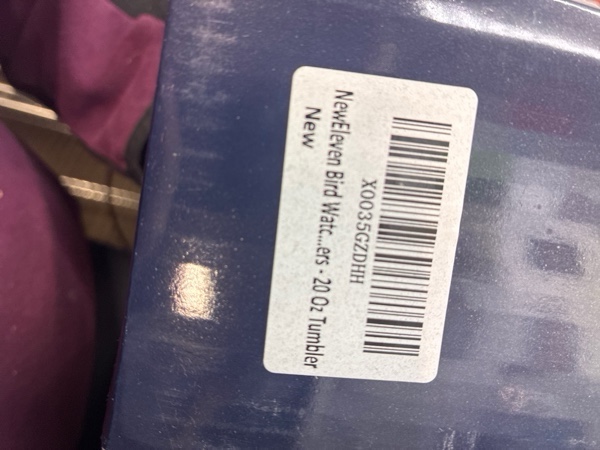 X0035GZDHH
NewEleven Bird Watc...ers - 20 Oz Tumbler
New